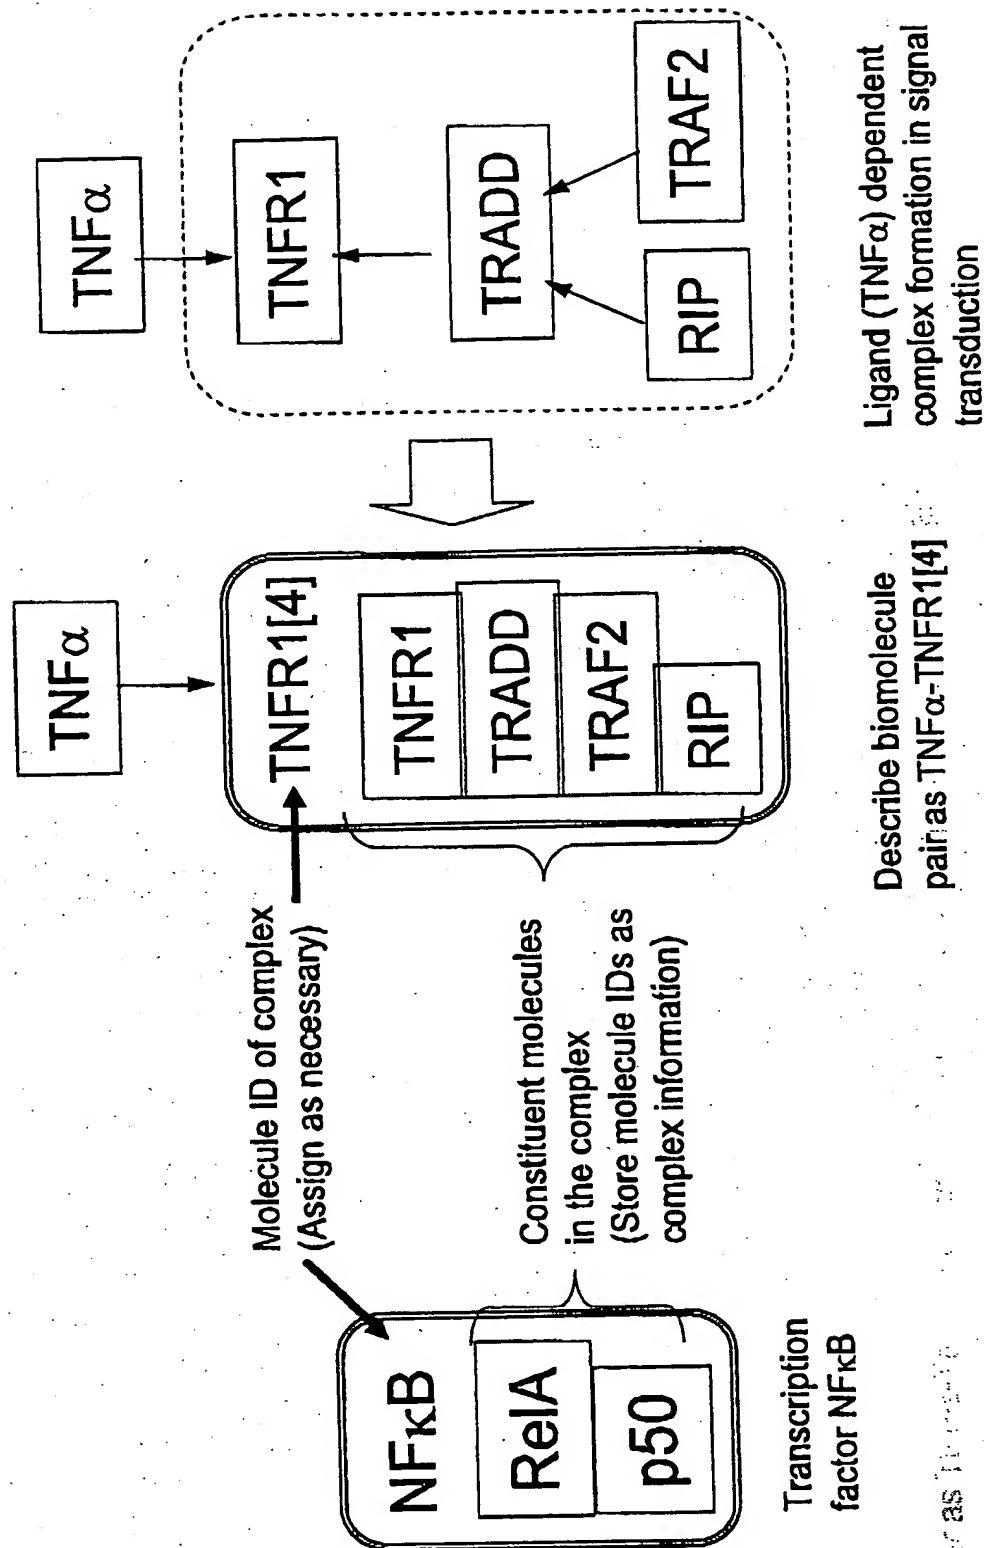 NFκB
RelA
p50
Transcription
factor NFκB
Molecule ID of complex
(Assign as necessary)
Constituent molecules
in the complex
(Store molecule IDs as
complex information)
TNFα
TNFR1[4]
TNFR1
TRADD
TRAF2
RIP
Describe biomolecule
pair as TNFα-TNFR1[4]
TNFα
TNFR1
TRADD
RIP
TRAF2
Ligand (TNFα) dependent
complex formation in signal
transduction